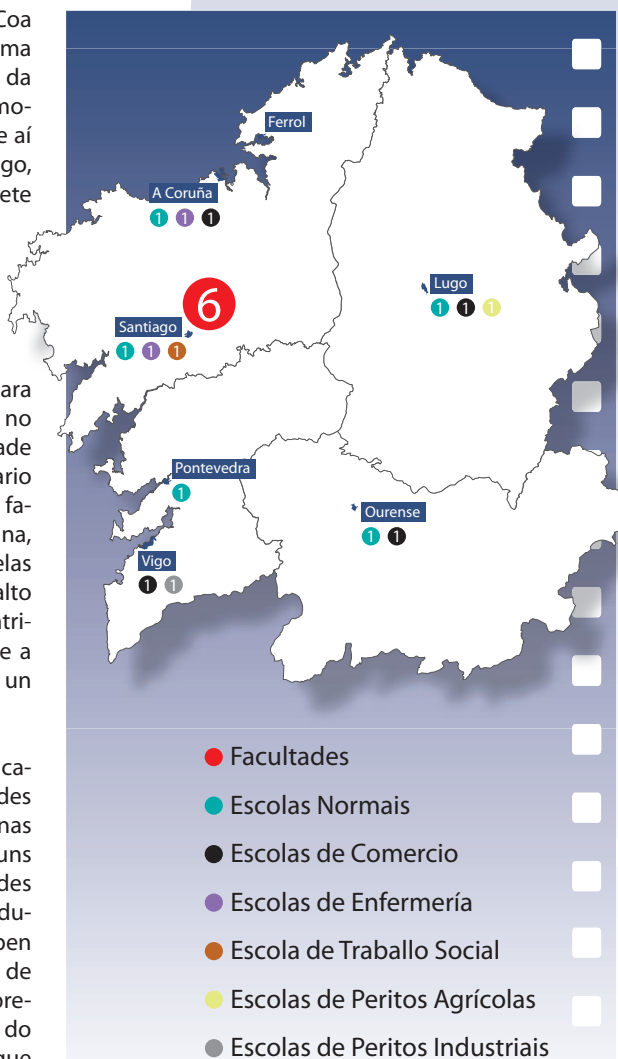 Coa
ma
da
mo-
e aí
go,
ete
ara
no
ade
ario
fa-
na,
elas
alto
atri-
e a
un
ca-
des
nas
uns
des
du-
pen
de
pre-
do
que
Ferrol
A Coruña
1 1 1
6
Lugo
1 1 1
Santiago
1 1 1
Pontevedra
1
Ourense
1 1
Vigo
1 1
Facultades
Escolas Normais
Escolas de Comercio
Escolas de Enfermería
Escola de Traballo Social
Escolas de Peritos Agrícolas
Escolas de Peritos Industriais